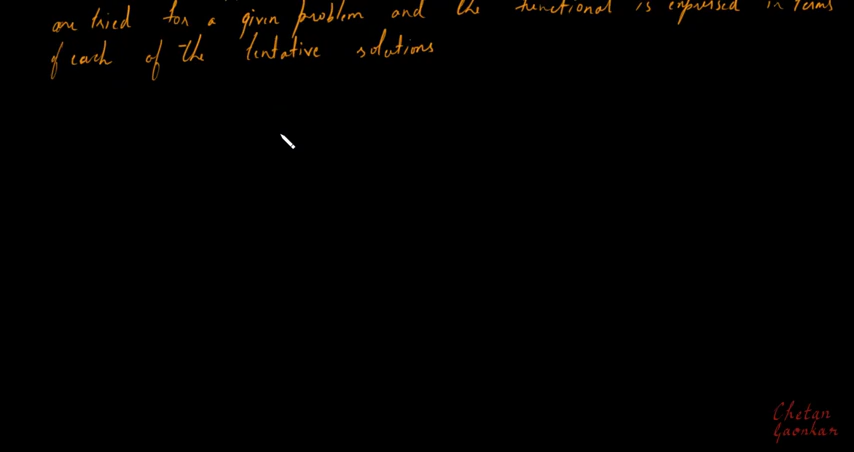 are tried for a given problem and the functional is expressed in terms
of each of the tentative solutions
Chetan
Gaonkar